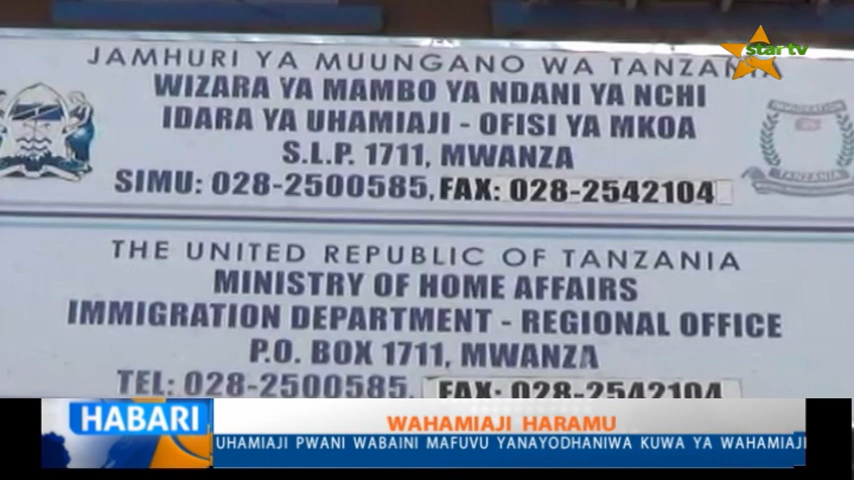 startv
JAMHURI YA MUUNGANO WA TANZANIA
WIZARA YA MAMBO YA NDANI YA NCHI
IDARA YA UHAMIAJI - OFISI YA MKOA
S.L.P. 1711, MWANZA
SIMU: 028-2500585, FAX: 028-2542104
TANZANIA
THE UNITED REPUBLIC OF TANZANIA
MINISTRY OF HOME AFFAIRS
IMMIGRATION DEPARTMENT - REGIONAL OFFICE
P.O. BOX 1711, MWANZA
TEL: 028-2500585, FAX: 028-2542104
HABARI
WAHAMIAJI HARAMU
UHAMIAJI PWANI WABAINI MAFUVU YANAYODHANIWA KUWA YA WAHAMIAJI